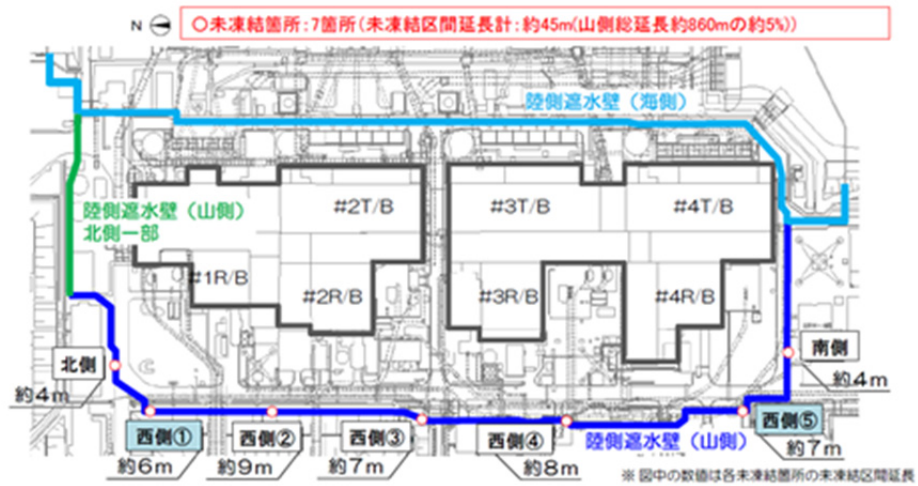 N
○未凍結箇所:7箇所(未凍結区間延長計:約45m(山側総延長約860mの約5%))
陸側遮水壁(海側)
陸側遮水壁(山側)
北側一部
#2T/B
#3T/B
#4T/B
#1R/B
#2R/B
#3R/B
#4R/B
北側
約4m
南側
約4m
西側①
約6m
西側②
約9m
西側③
約7m
西側④
約8m
陸側遮水壁(山側)
西側⑤
約7m
※ 図中の数値は各未凍結箇所の未凍結区間延長